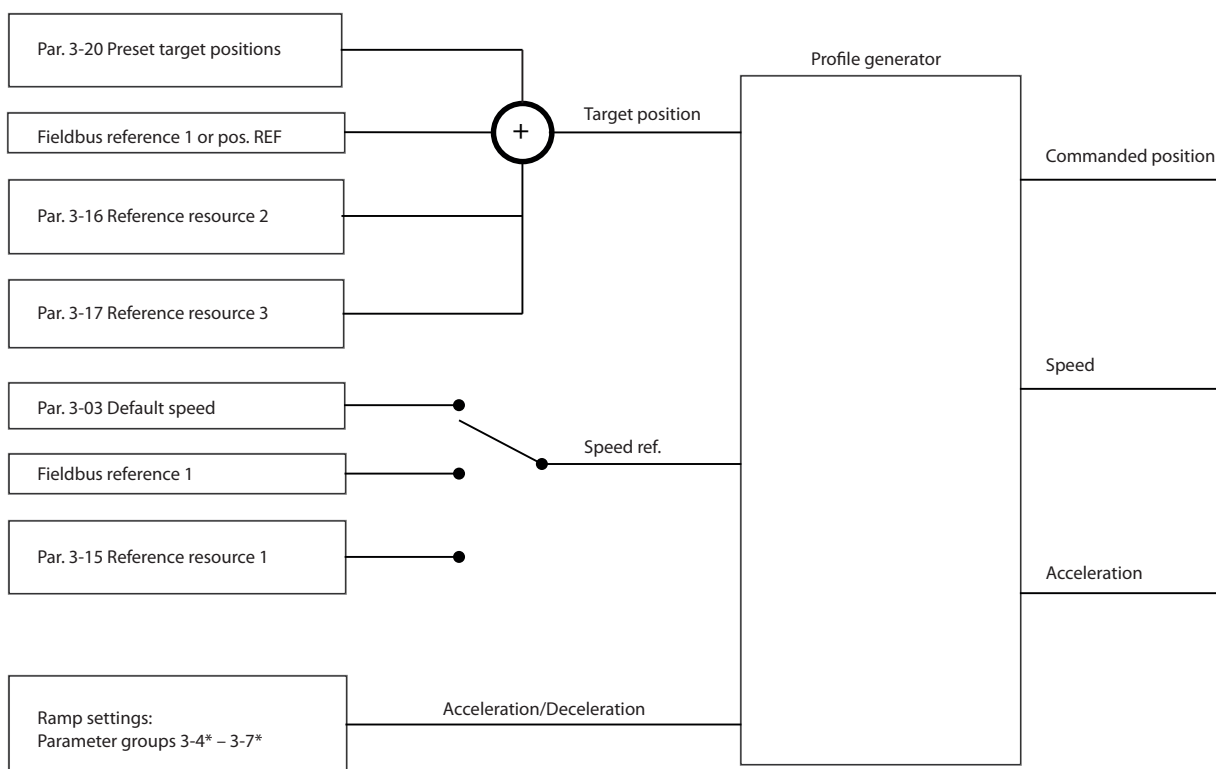 Par. 3-20 Preset target positions
Profile generator
Fieldbus reference 1 or pos. REF
+
Target position
Commanded position
Par. 3-16 Reference resource 2
Par. 3-17 Reference resource 3
Speed
Par. 3-03 Default speed
Speed ref.
Fieldbus reference 1
Par. 3-15 Reference resource 1
Acceleration
Ramp settings:
Parameter groups 3-4* – 3-7*
Acceleration/Deceleration